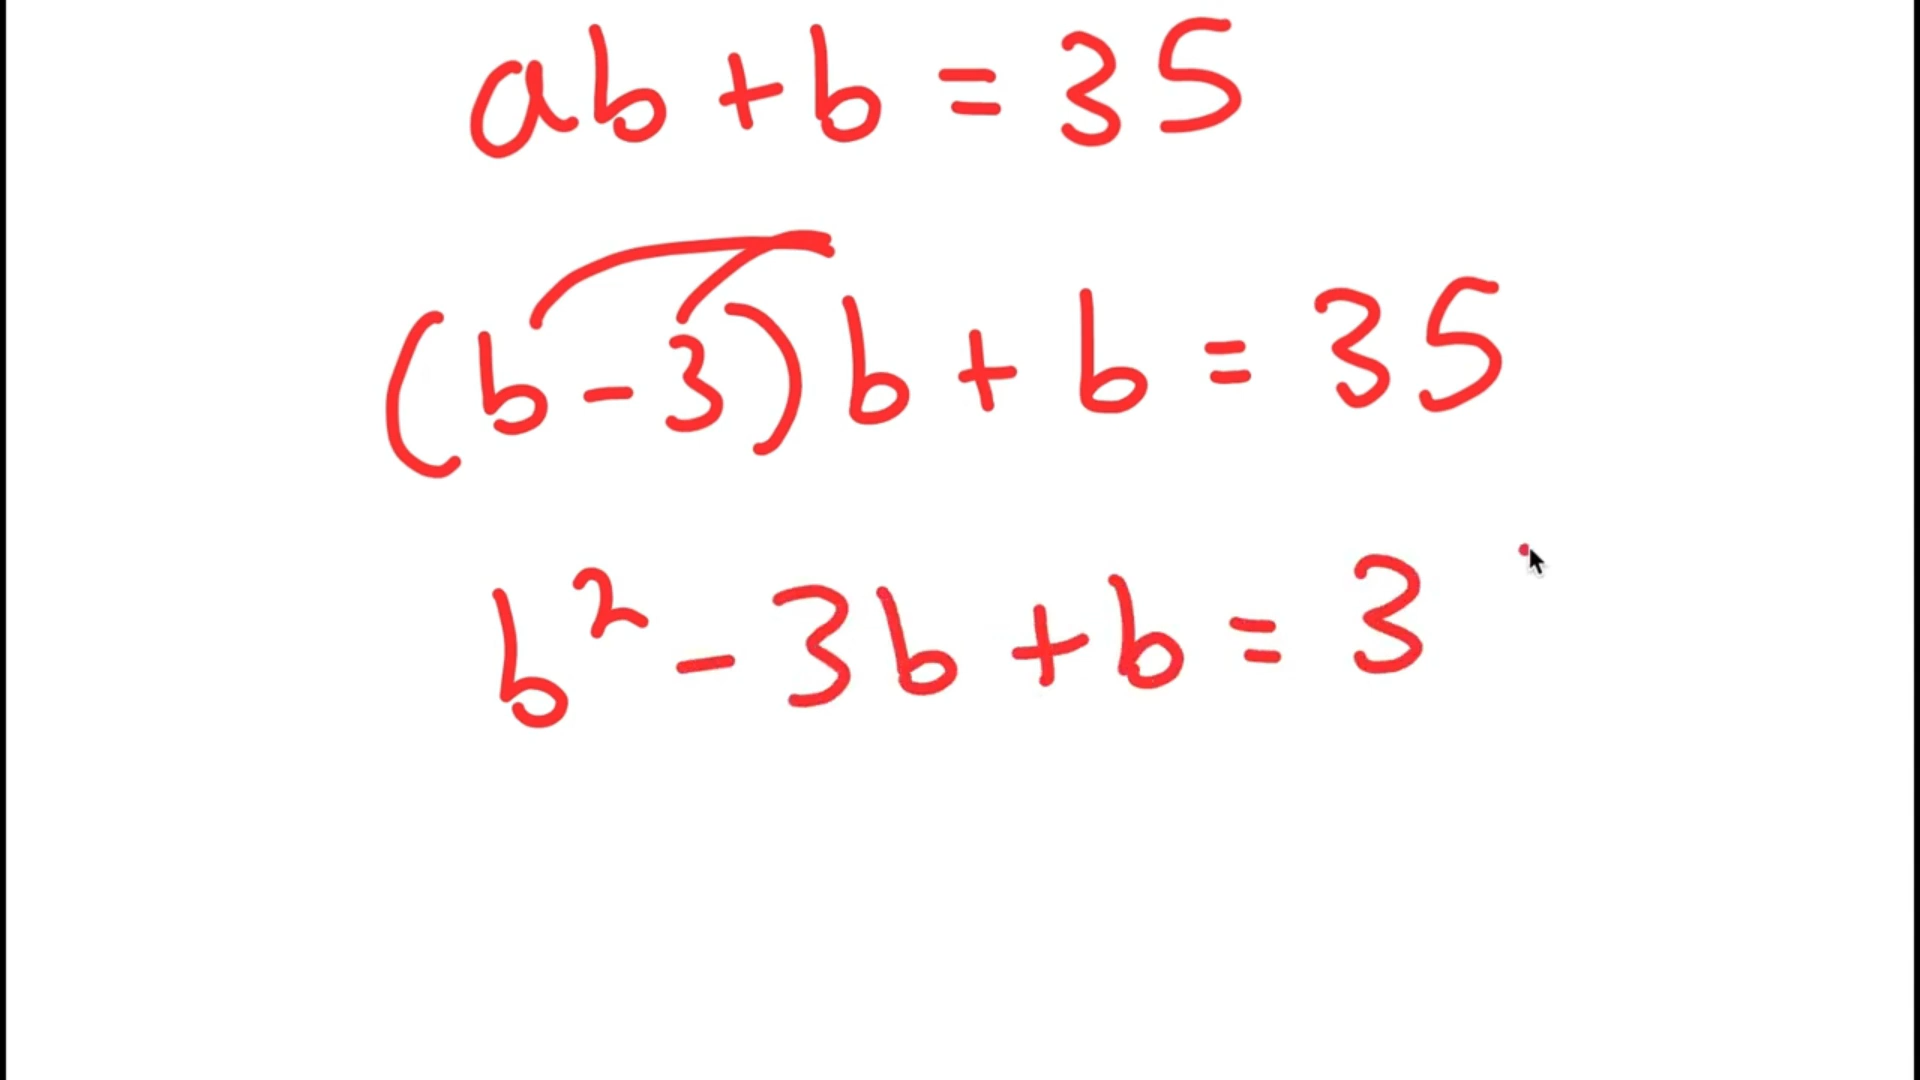 ab + b = 35
(b - 3)b + b = 35
b² - 3b + b = 3